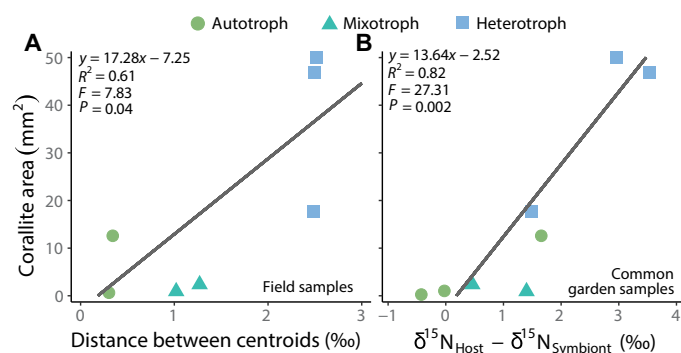 Autotroph Mixotroph Heterotroph
A
B
y = 17.28x – 7.25
R² = 0.61
F = 7.83
P = 0.04
y = 13.64x – 2.52
R² = 0.82
F = 27.31
P = 0.002
Corallite area (mm²)
50
40
30
20
10
0
Field samples
Common
garden samples
0 1 2 3
−1 0 1 2 3 4
Distance between centroids (‰)
δ¹⁵N_Host – δ¹⁵N_Symbiont (‰)